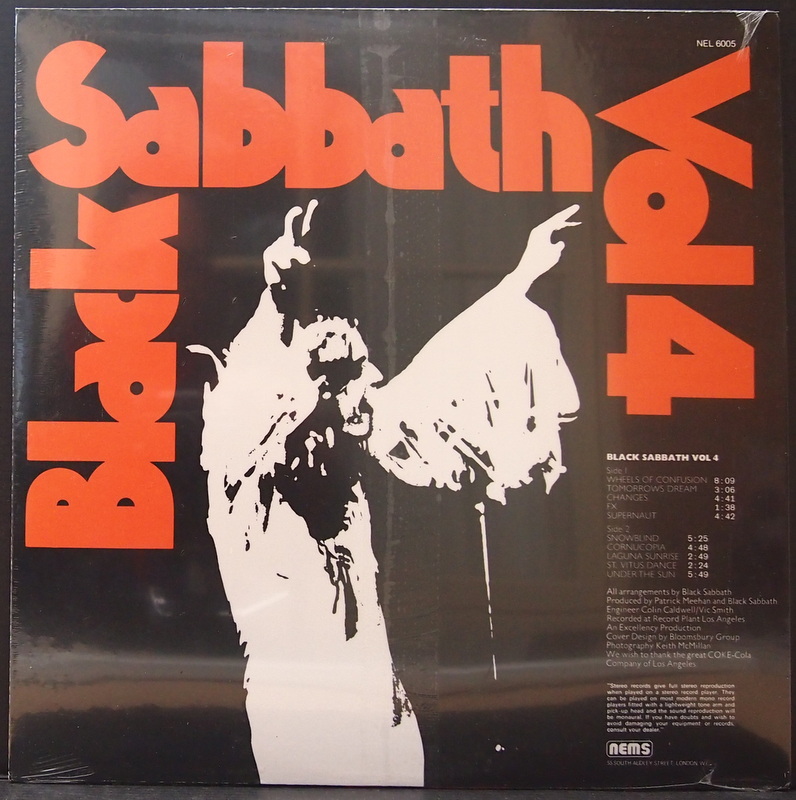 NEL 6005
Black Sabbath Vol 4
BLACK SABBATH VOL 4
Side 1
WHEELS OF CONFUSION 8:09
TOMORROWS DREAM 3:06
CHANGES 4:41
FX 1:38
SUPERNAUT 4:42
Side 2
SNOWBLIND 5:25
CORNUCOPIA 4:48
LAGUNA SUNRISE 2:49
ST. VITUS DANCE 2:24
UNDER THE SUN 5:49
All arrangements by Black Sabbath
Produced by Patrick Meehan and Black Sabbath
Engineer Colin Caldwell/Vic Smith
Recorded at Record Plant Los Angeles
An Excellency Production
Cover Design by Bloomsbury Group
Photography Keith McMillan
We wish to thank the great COKE-Cola
Company of Los Angeles
"Stereo records give full stereo reproduction
when played on a stereo record player. They
can be played on most modern mono record
players fitted with a lightweight tone arm and
pick-up head and the sound reproduction will
be monaural. If you have doubts and wish to
avoid damaging your equipment or records,
consult your dealer."
nems
SOUTH AUDLEY STREET, LONDON